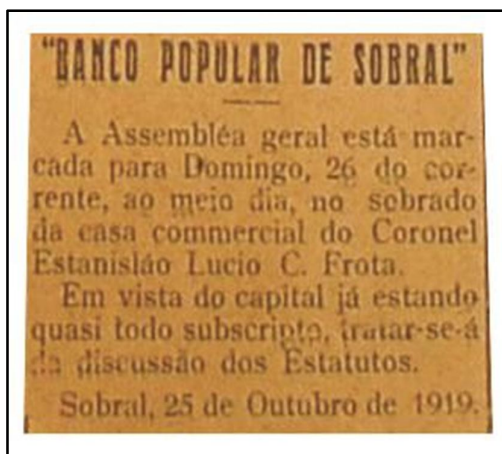 "BANCO POPULAR DE SOBRAL"
A Assembléa geral está mar-
cada para Domingo, 26 do cor-
rente, ao meio dia, no sobrado
da casa commercial do Coronel
Estanisláo Lucio C. Frota.
Em vista do capital já estando
quasi todo subscripto, tratar-se-á
da discussão dos Estatutos.
Sobral, 25 de Outubro de 1919.